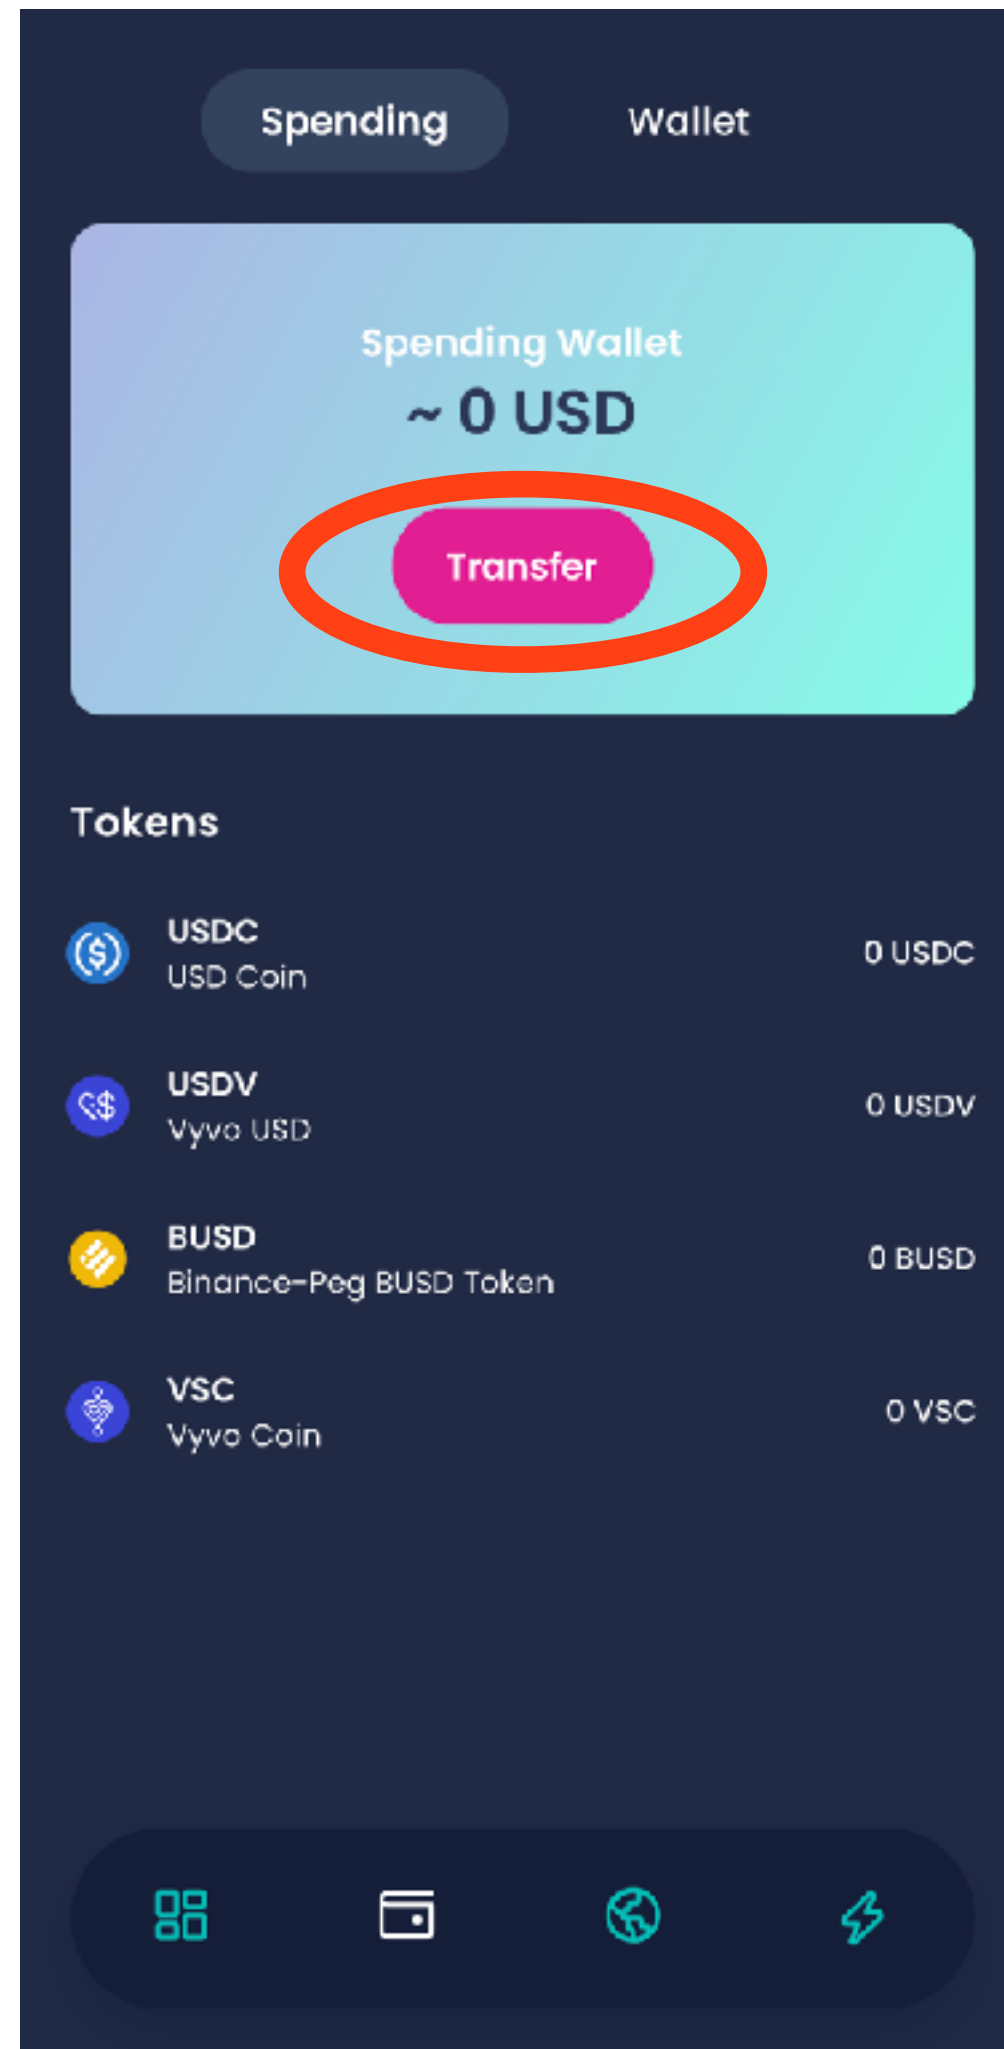 Spending Wallet
Spending Wallet
~ 0 USD
Transfer
Tokens
USDC
USD Coin
0 USDC
USDV
Vyvo USD
0 USDV
BUSD
Binance-Peg BUSD Token
0 BUSD
VSC
Vyvo Coin
0 VSC